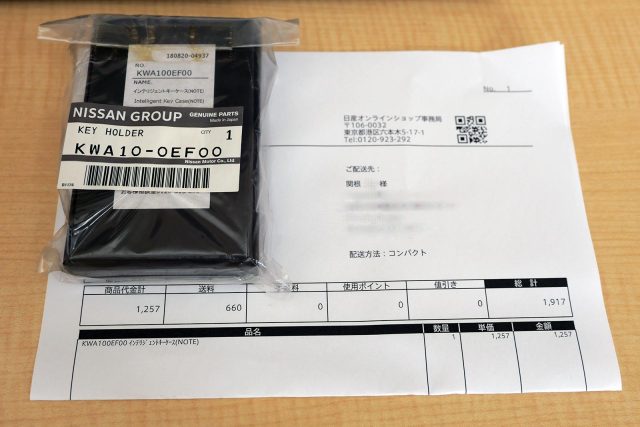 180820-04937
NO.
KWA100EF00
NAME.
インテリジェントキーケース(NOTE)
Intelligent Key Case(NOTE)
NISSAN GROUP
GENUINE PARTS
Made in Japan
KEY HOLDER
QTY 1
KWA10-0EF00
Nissan Motor Co., Ltd.
No. 1
日産オンラインショップ事務局
〒106-0032
東京都港区六本木5-17-1
Tel:0120-923-292
ご配送先：
関根 様
配送方法：コンパクト
商品代金計 送料 料 使用ポイント 値引き 総 計
1,257 660 0 0 0 1,917
品名 数量 単価 金額
KWA100EF00 インテリジェントキーケース(NOTE) 1 1,257 1,257